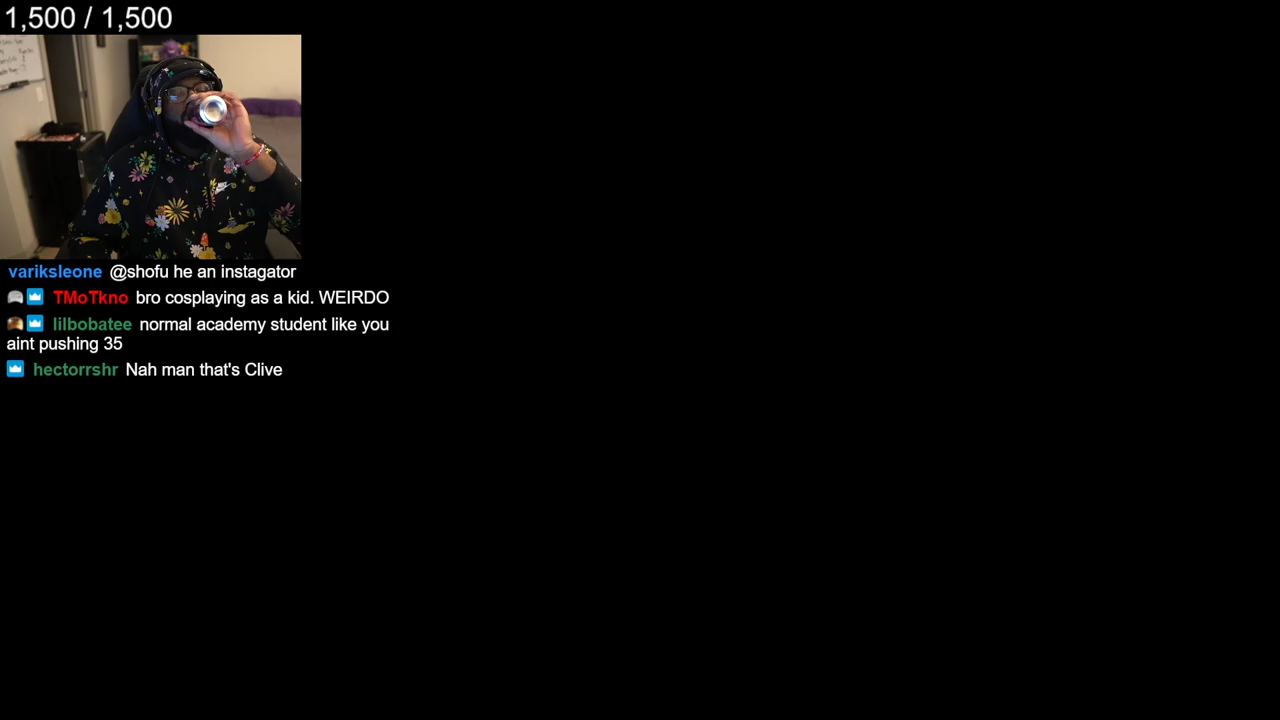 1,500 / 1,500
variksleone @shofu he an instagator
TMoTkno bro cosplaying as a kid. WEIRDO
lilbobatee normal academy student like you
aint pushing 35
hectorrshr Nah man that's Clive